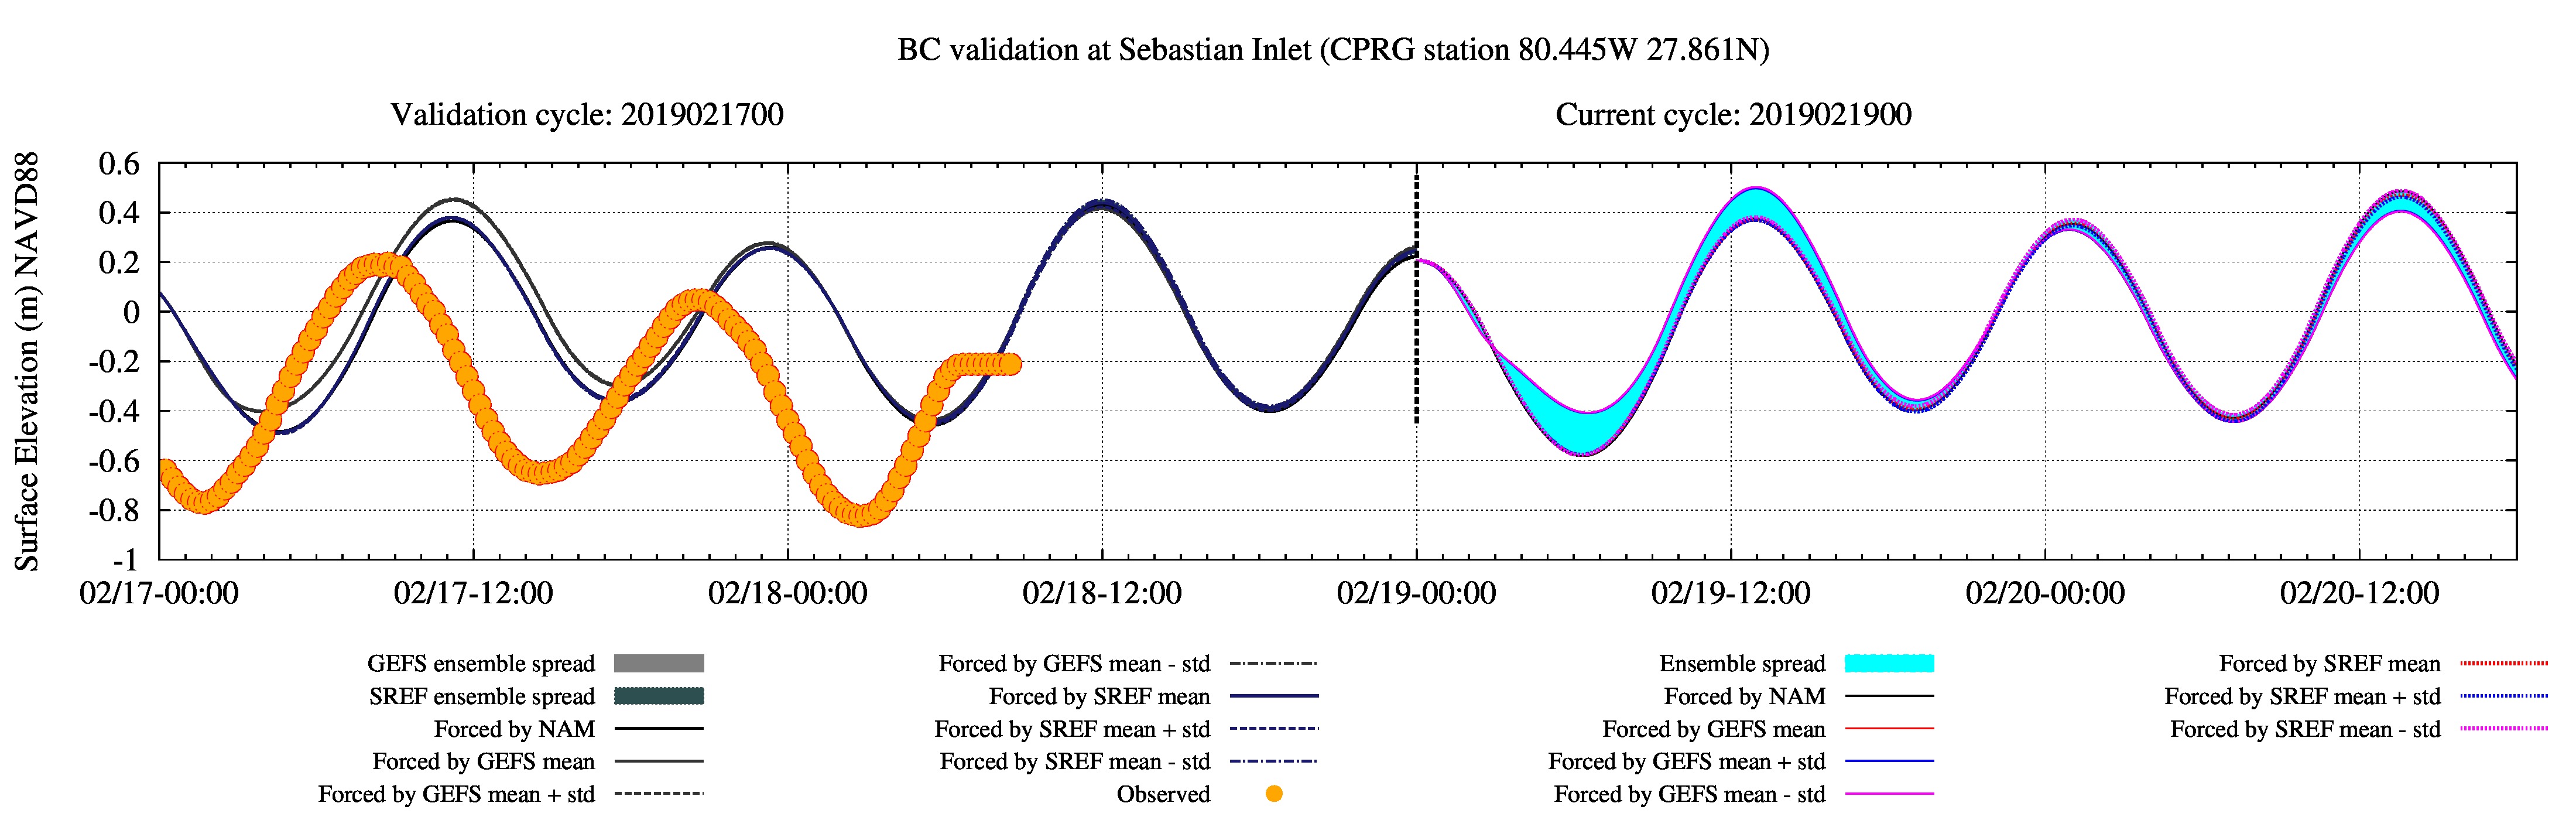 BC validation at Sebastian Inlet (CPRG station 80.445W 27.861N)
Validation cycle: 2019021700
Current cycle: 2019021900
Surface Elevation (m) NAVD88
0.6
0.4
0.2
0
-0.2
-0.4
-0.6
-0.8
-1
02/17-00:00
02/17-12:00
02/18-00:00
02/18-12:00
02/19-00:00
02/19-12:00
02/20-00:00
02/20-12:00
GEFS ensemble spread
SREF ensemble spread
Forced by NAM
Forced by GEFS mean
Forced by GEFS mean + std
Forced by GEFS mean - std
Forced by SREF mean
Forced by SREF mean + std
Forced by SREF mean - std
Observed
Ensemble spread
Forced by NAM
Forced by GEFS mean
Forced by GEFS mean + std
Forced by GEFS mean - std
Forced by SREF mean
Forced by SREF mean + std
Forced by SREF mean - std